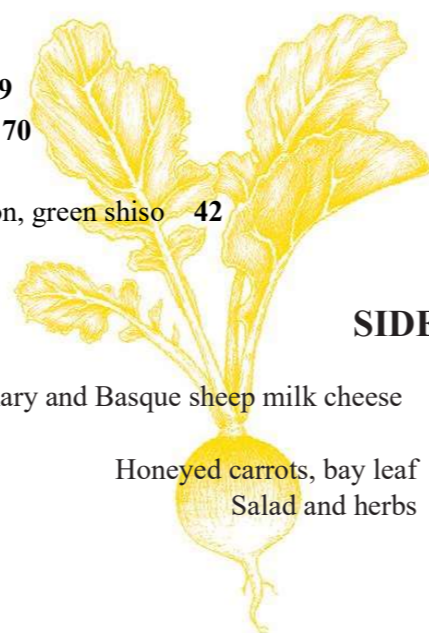 9
70
on, green shiso 42
SIDE
ary and Basque sheep milk cheese
Honeyed carrots, bay leaf
Salad and herbs